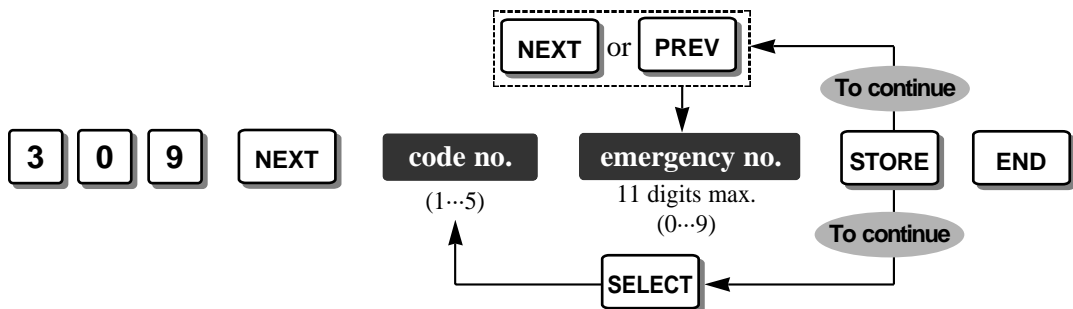 NEXT or PREV
To continue
3 0 9 NEXT code no. emergency no. STORE END
(1···5) 11 digits max.
(0···9)
To continue
SELECT